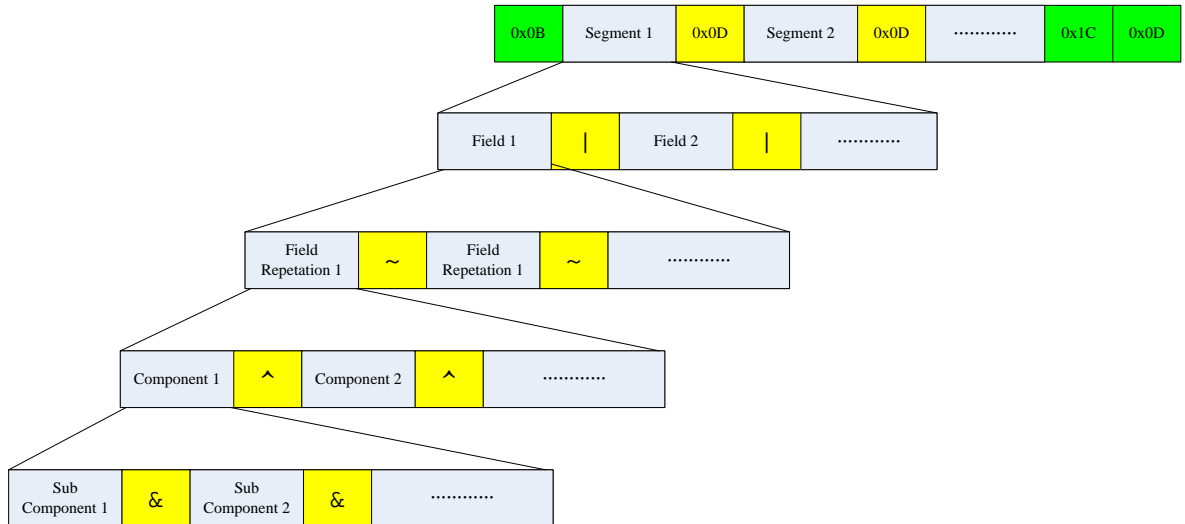 0x0B Segment 1 0x0D Segment 2 0x0D ............ 0x1C 0x0D
Field 1 | Field 2 | ............
Field
Repetation 1 ~ Field
Repetation 1 ~ ............
Component 1 ^ Component 2 ^ ............
Sub
Component 1 & Sub
Component 2 & ............